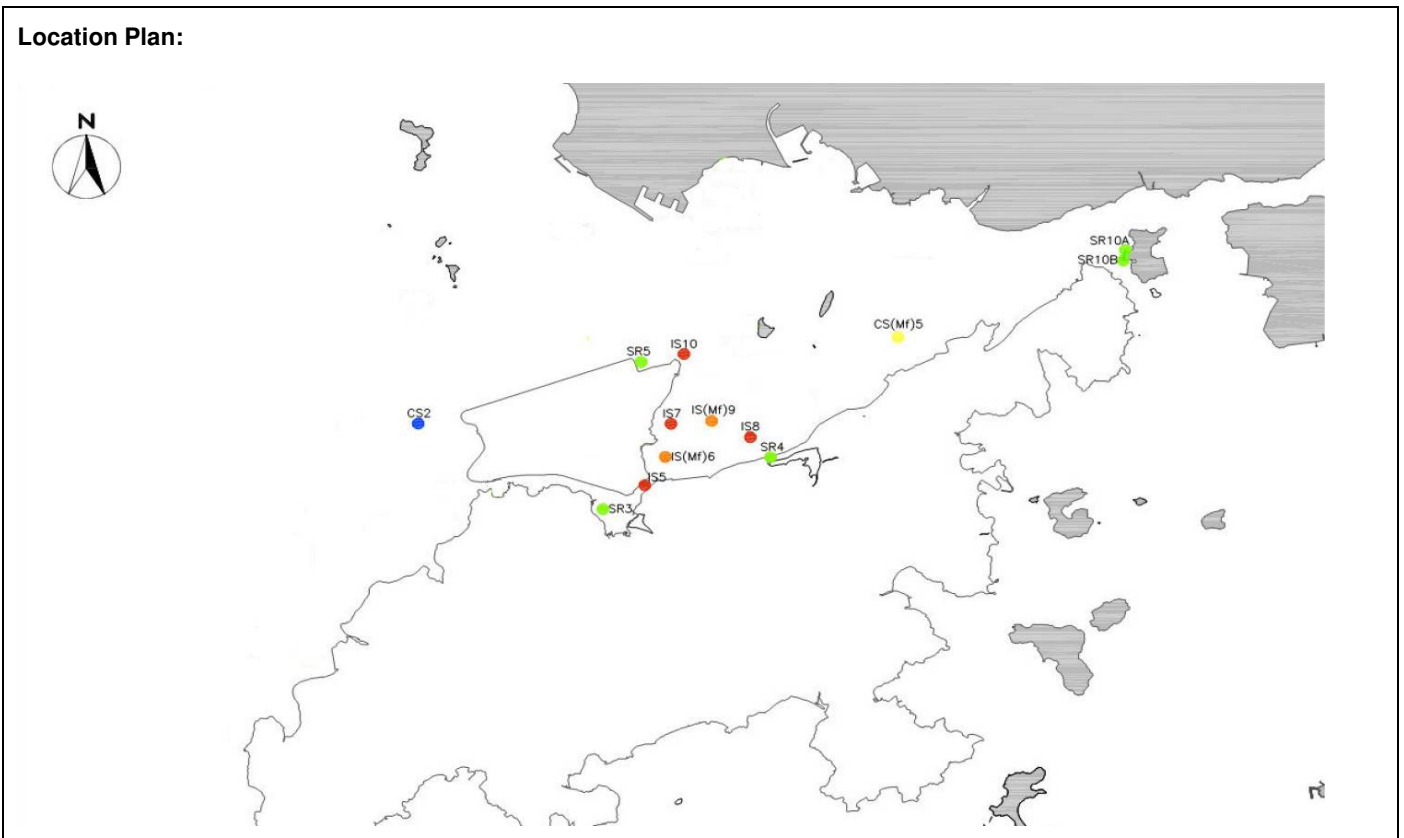 Location Plan:
N
SR10A
SR10B
CS(Mf)5
SR5
IS10
CS2
IS7
IS(Mf)9
IS8
SR4
IS(Mf)6
IS5
SR3